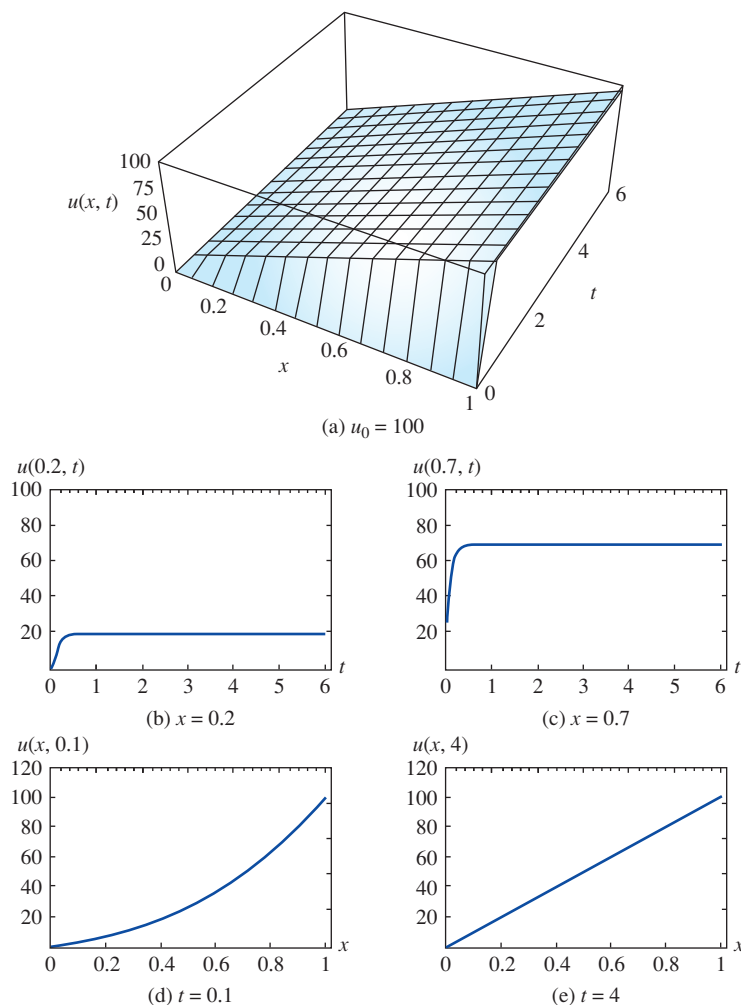 100
75
u(x, t)
50
25
0
0
0.2
0.4
0.6
0.8
1
x
0
2
4
6
t
(a) u₀ = 100
u(0.2, t)
100
80
60
40
20
0 1 2 3 4 5 6 t
(b) x = 0.2
u(0.7, t)
100
80
60
40
20
0 1 2 3 4 5 6 t
(c) x = 0.7
u(x, 0.1)
120
100
80
60
40
20
0 0.2 0.4 0.6 0.8 1 x
(d) t = 0.1
u(x, 4)
120
100
80
60
40
20
0 0.2 0.4 0.6 0.8 1 x
(e) t = 4